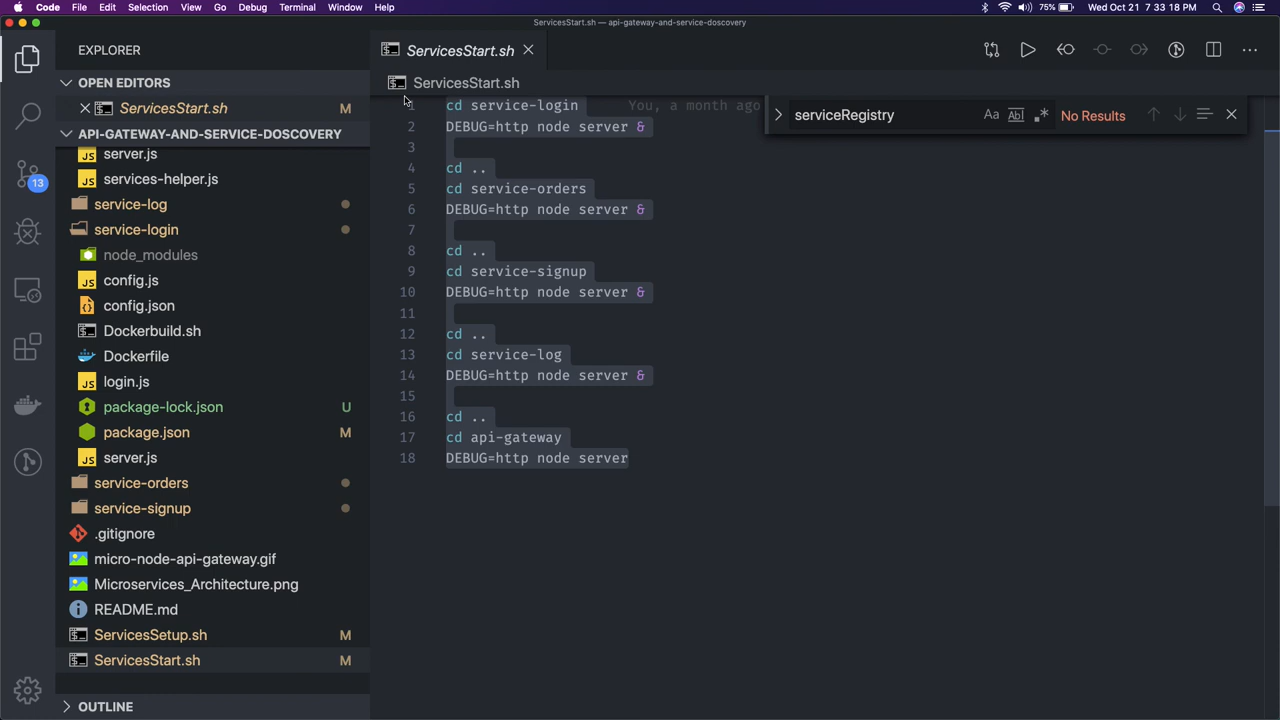 Code File Edit Selection View Go Debug Terminal Window Help 75% Wed Oct 21 7 33 18 PM
ServicesStart.sh — api-gateway-and-service-doscovery
EXPLORER
OPEN EDITORS
ServicesStart.sh M
API-GATEWAY-AND-SERVICE-DOSCOVERY
JS server.js
JS services-helper.js
service-log
service-login
node_modules
JS config.js
config.json
Dockerbuild.sh
Dockerfile
JS login.js
package-lock.json U
package.json M
JS server.js
service-orders
service-signup
.gitignore
micro-node-api-gateway.gif
Microservices_Architecture.png
README.md
ServicesSetup.sh M
ServicesStart.sh M
OUTLINE
13
ServicesStart.sh
ServicesStart.sh
serviceRegistry Aa Abl No Results
cd service-login You, a month ago
2 DEBUG=http node server &
3
4 cd ..
5 cd service-orders
6 DEBUG=http node server &
7
8 cd ..
9 cd service-signup
10 DEBUG=http node server &
11
12 cd ..
13 cd service-log
14 DEBUG=http node server &
15
16 cd ..
17 cd api-gateway
18 DEBUG=http node server